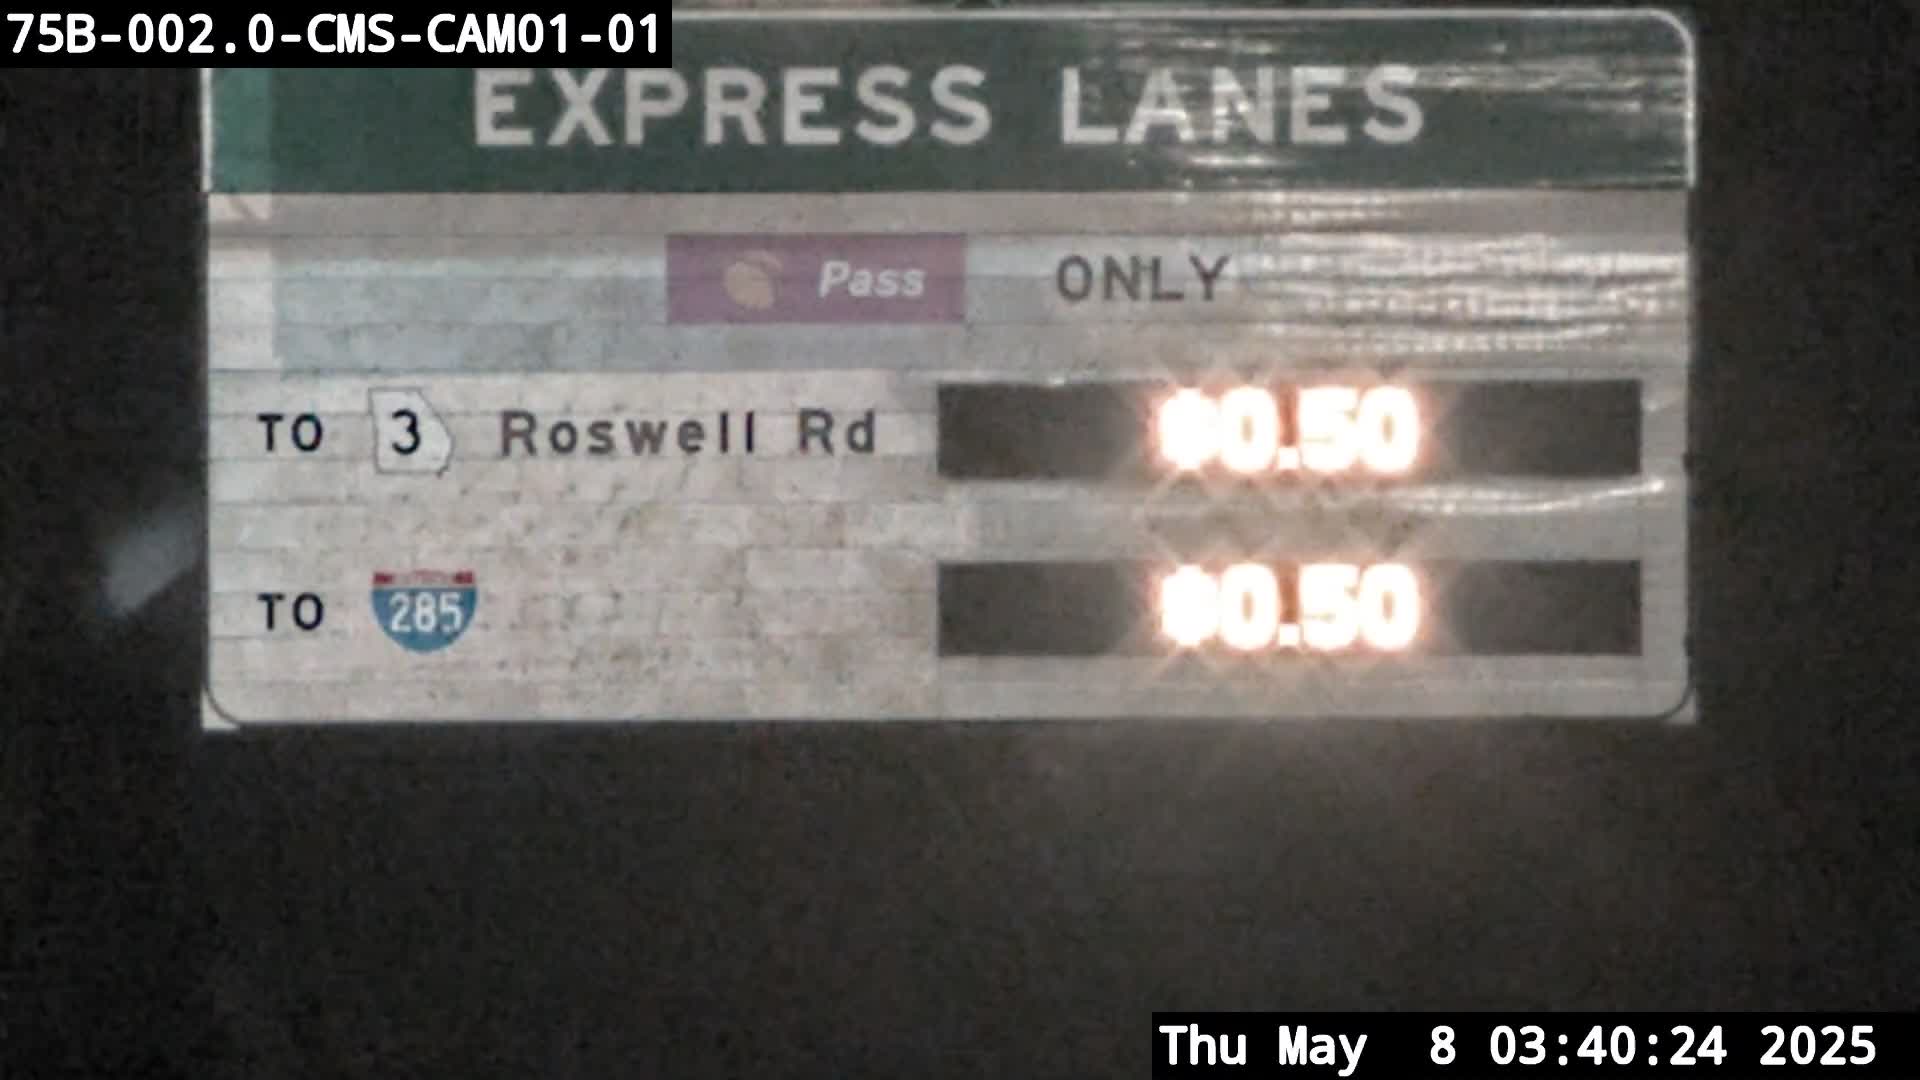 75B-002.0-CMS-CAM01-01
EXPRESS LANES
Pass ONLY
TO 3 Roswell Rd $0.50
TO 285 $0.50
Thu May 8 03:40:24 2025